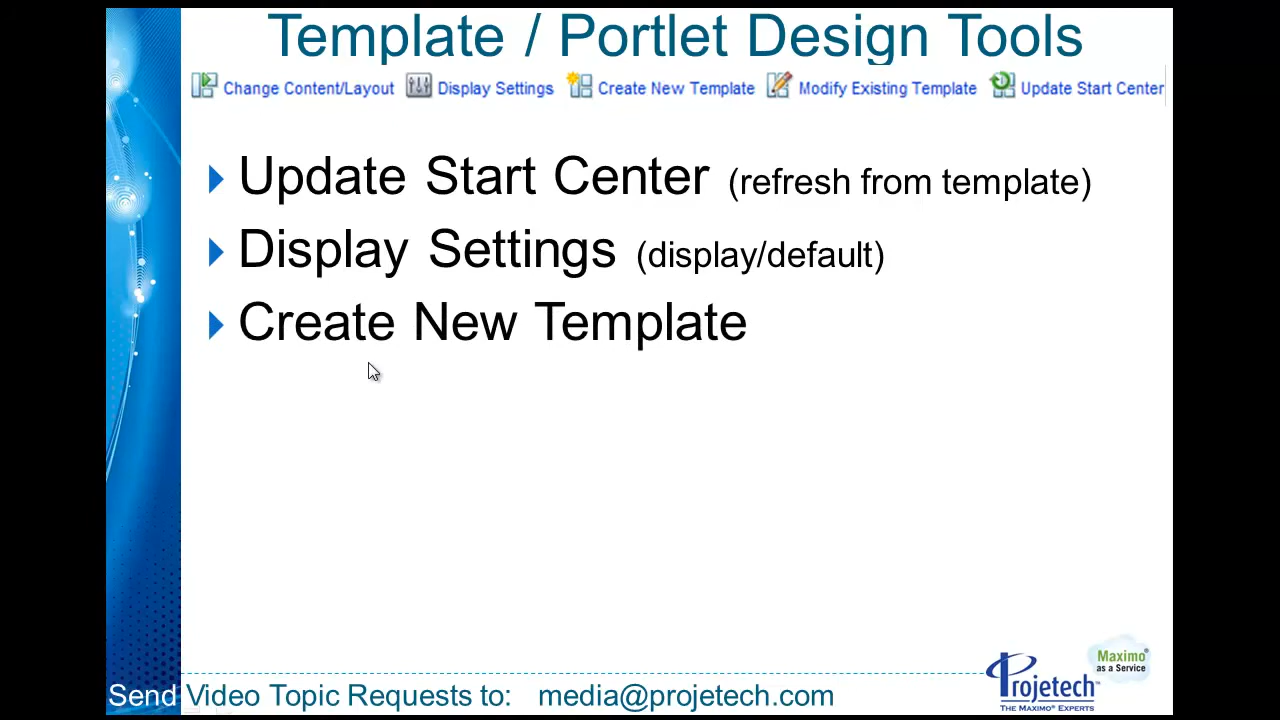 Template / Portlet Design Tools
Change Content/Layout Display Settings Create New Template Modify Existing Template Update Start Center
Update Start Center (refresh from template)
Display Settings (display/default)
Create New Template
Maximo®
as a Service
Projetech™
THE MAXIMO® EXPERTS
Send Video Topic Requests to: media@projetech.com